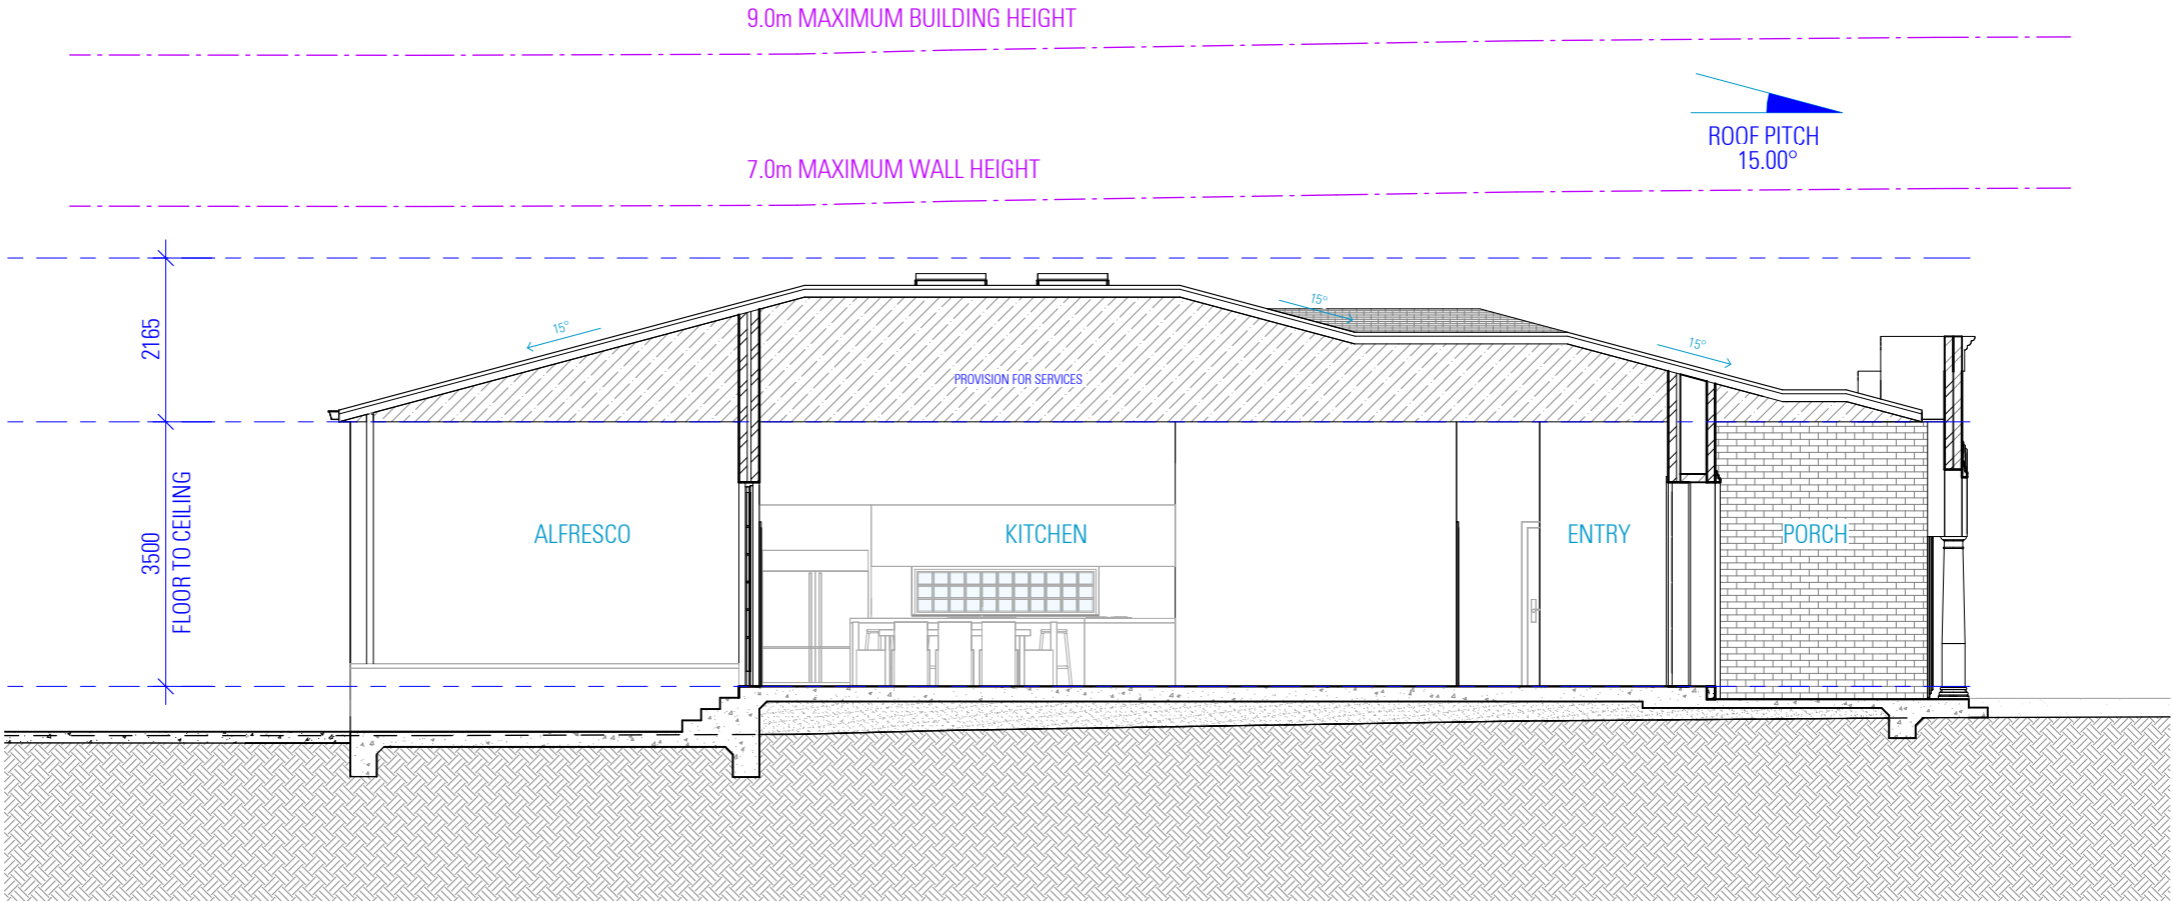 9.0m MAXIMUM BUILDING HEIGHT
ROOF PITCH
15.00°
7.0m MAXIMUM WALL HEIGHT
2165
15°
15°
15°
PROVISION FOR SERVICES
3500
FLOOR TO CEILING
ALFRESCO
KITCHEN
ENTRY
PORCH